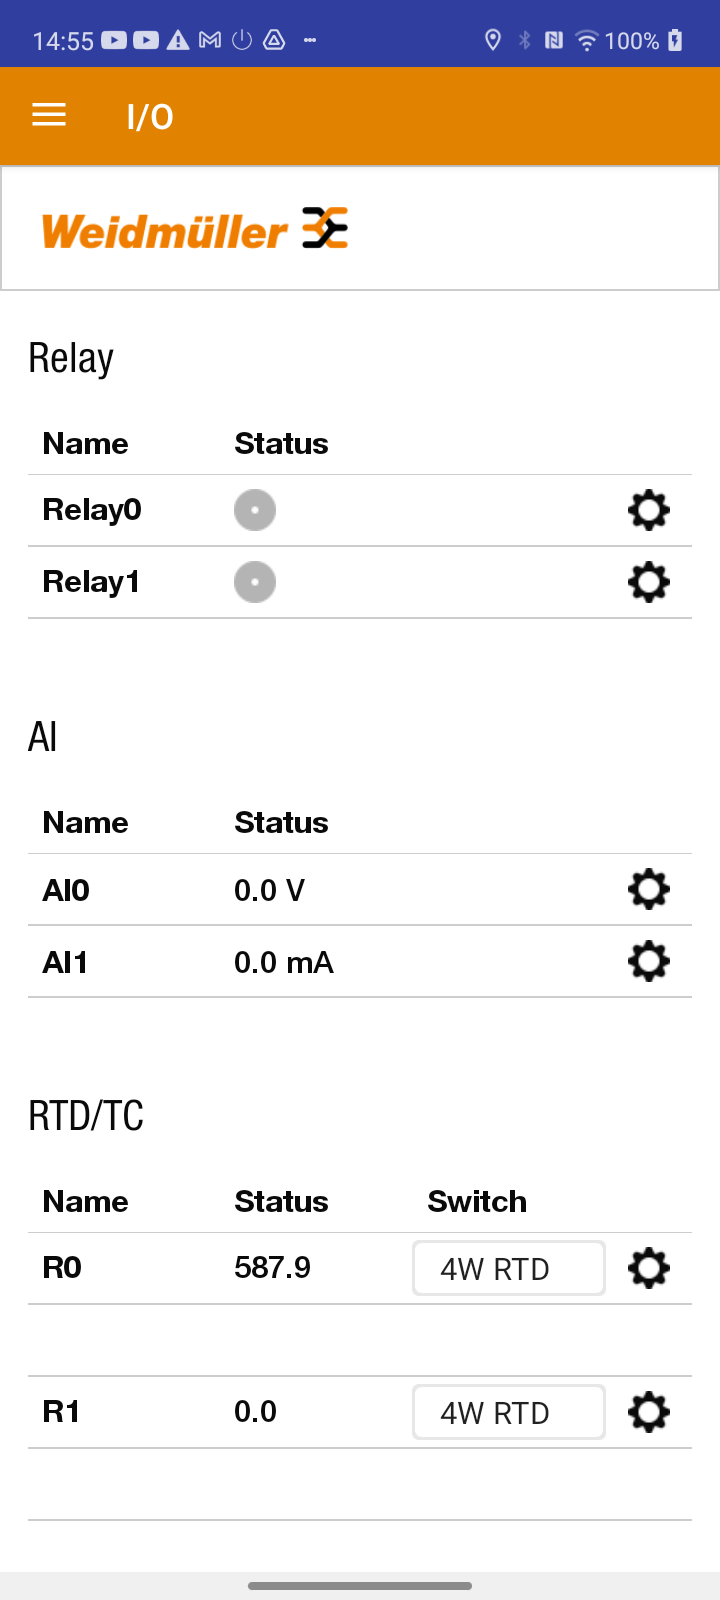 14:55 100%
I/O
Weidmüller
Relay
Name Status
Relay0
Relay1
AI
Name Status
AI0 0.0 V
AI1 0.0 mA
RTD/TC
Name Status Switch
R0 587.9 4W RTD
R1 0.0 4W RTD